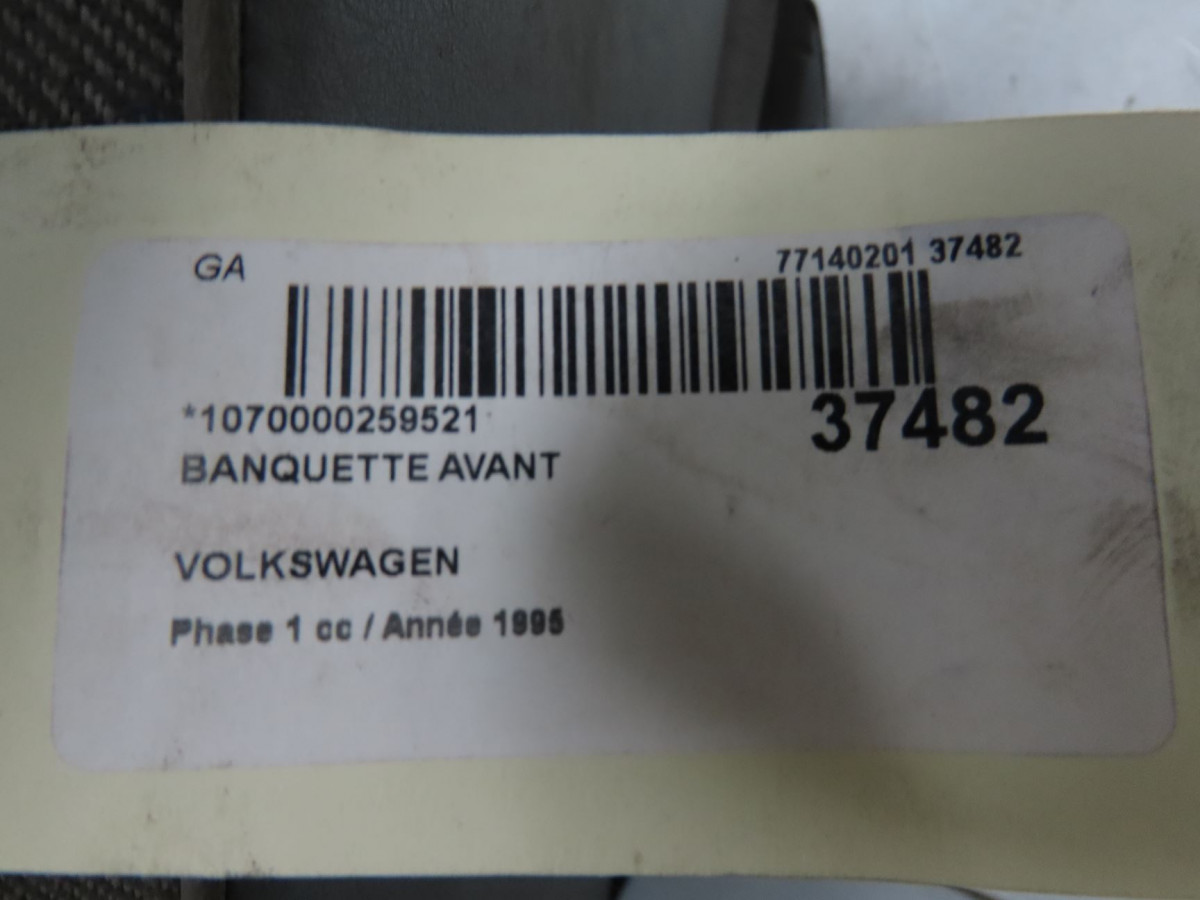 GA
77140201 37482
*1070000259521
37482
BANQUETTE AVANT
VOLKSWAGEN
Phase 1 cc / Année 1995